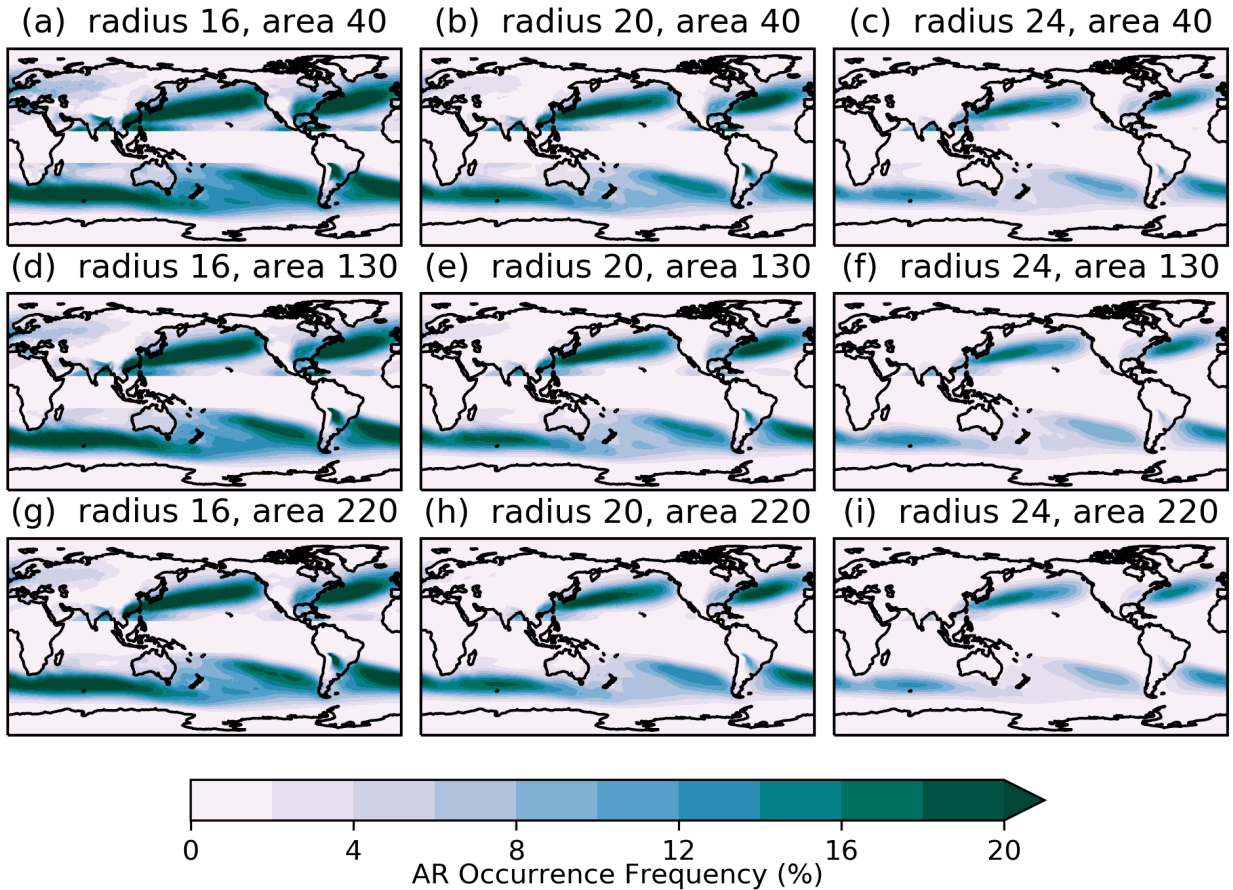 (a) radius 16, area 40
(b) radius 20, area 40
(c) radius 24, area 40
(d) radius 16, area 130
(e) radius 20, area 130
(f) radius 24, area 130
(g) radius 16, area 220
(h) radius 20, area 220
(i) radius 24, area 220
0 4 8 12 16 20
AR Occurrence Frequency (%)